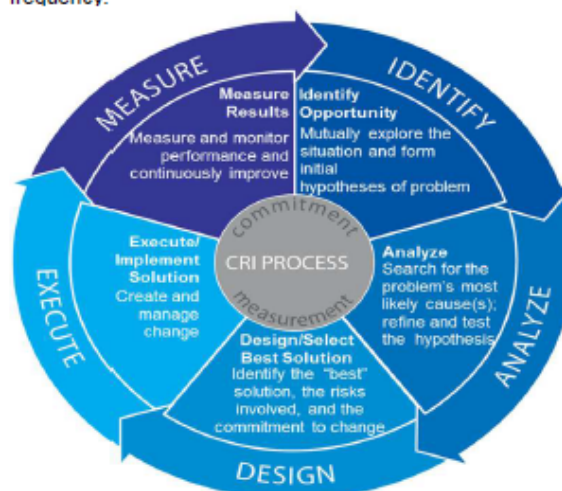 frequency.
MEASURE
IDENTIFY
Measure
Results
Measure and monitor
performance and
continuously improve
Identify
Opportunity
Mutually explore the
situation and form
initial
hypotheses of problem
commitment
CRI PROCESS
measurement
Execute/
Implement
Solution
Create and
manage
change
Analyze
Search for the
problem's most
likely cause(s);
refine and test
the hypothesis
Design/Select
Best Solution
Identify the "best"
solution, the risks
involved, and the
commitment to change
EXECUTE
ANALYZE
DESIGN